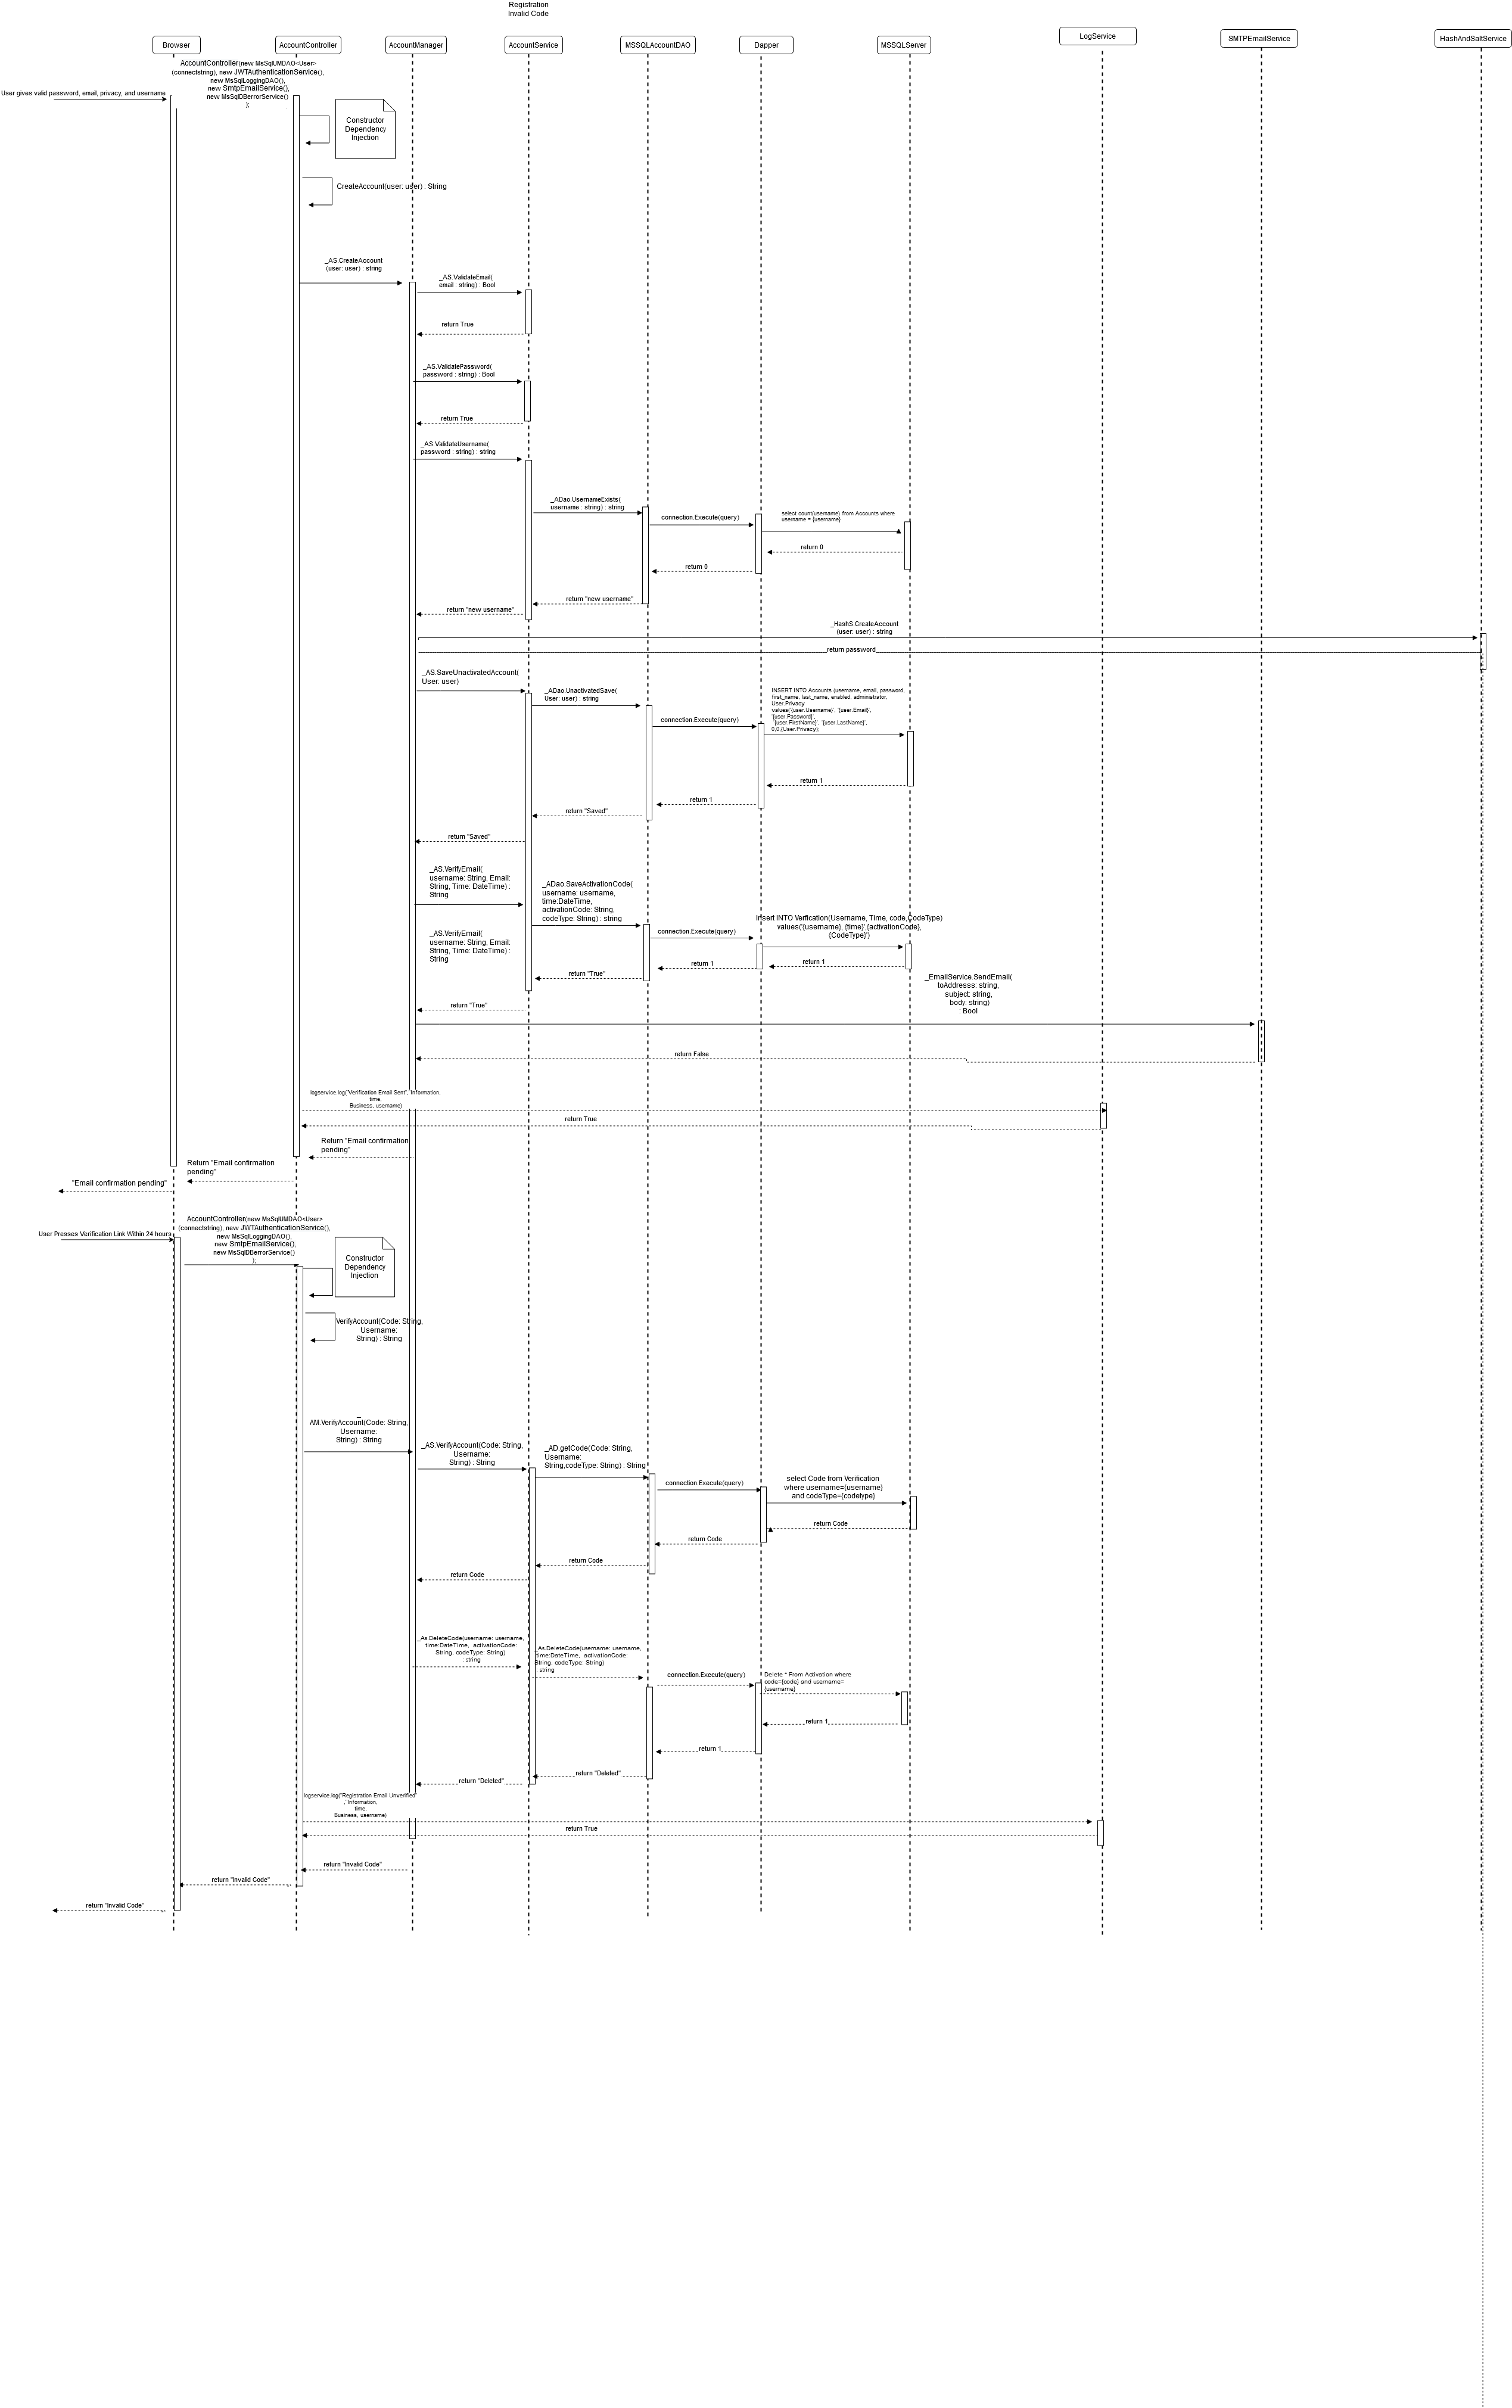 Registration
Invalid Code
Browser
AccountController
AccountManager
AccountService
MSSQLAccountDAO
Dapper
MSSQLServer
LogService
SMTPEmailService
HashAndSaltService
AccountController(new MsSqlUMDAO<User>
(connectstring), new JWTAuthenticationService(),
new MsSqlLoggingDAO(),
new SmtpEmailService(),
new MsSqlDBerrorService()
);
User gives valid password, email, privacy, and username
Constructor
Dependency
Injection
CreateAccount(user: user) : String
_AS.CreateAccount
(user: user) : string
_AS.ValidateEmail(
email : string) : Bool
return True
_AS.ValidatePassword(
password : string) : Bool
return True
_AS.ValidateUsername(
password : string) : string
_ADao.UsernameExists(
username : string) : string
connection.Execute(query)
select count(username) from Accounts where
username = {username}
return 0
return 0
return "new username"
return "new username"
_HashS.CreateAccount
(user: user) : string
return password
_AS.SaveUnactivatedAccount(
User: user)
_ADao.UnactivatedSave(
User: user) : string
connection.Execute(query)
INSERT INTO Accounts (username, email, password,
first_name, last_name, enabled, administrator,
User.Privacy
values('{user.Username}', '{user.Email}',
'{user.Password}',
'{user.FirstName}', '{user.LastName}',
0,0,{User.Privacy);
return 1
return 1
return "Saved"
return "Saved"
_AS.VerifyEmail(
username: String, Email:
String, Time: DateTime) :
String
_ADao.SaveActivationCode(
username: username,
time:DateTime,
activationCode: String,
codeType: String) : string
_AS.VerifyEmail(
username: String, Email:
String, Time: DateTime) :
String
connection.Execute(query)
Insert INTO Verfication(Username, Time, code,CodeType)
values('{username}, {time}',{activationCode},
{CodeType}')
return 1
return 1
return "True"
return "True"
_EmailService.SendEmail(
toAddresss: string,
subject: string,
body: string)
: Bool
return False
logservice.log("Verification Email Sent","Information,
time,
Business, username)
return True
Return "Email confirmation
pending"
Return "Email confirmation
pending"
"Email confirmation pending"
AccountController(new MsSqlUMDAO<User>
(connectstring), new JWTAuthenticationService(),
new MsSqlLoggingDAO(),
new SmtpEmailService(),
new MsSqlDBerrorService()
);
User Presses Verification Link Within 24 hours
Constructor
Dependency
Injection
VerifyAccount(Code: String,
Username:
String) : String
_
AM.VerifyAccount(Code: String,
Username:
String) : String
_AS.VerifyAccount(Code: String,
Username:
String) : String
_AD.getCode(Code: String,
Username:
String,codeType: String) : String
connection.Execute(query)
select Code from Verification
where username={username}
and codeType={codetype}
return Code
return Code
return Code
return Code
_As.DeleteCode(username: username,
time:DateTime, activationCode:
String, codeType: String)
: string
_As.DeleteCode(username: username,
time:DateTime, activationCode:
String, codeType: String)
: string
connection.Execute(query)
Delete * From Activation where
code={code} and username=
{username}
return 1
return 1
return "Deleted"
return "Deleted"
logservice.log("Registration Email Unverified"
,"Information,
time,
Business, username)
return True
return "Invalid Code"
return "Invalid Code"
return "Invalid Code"